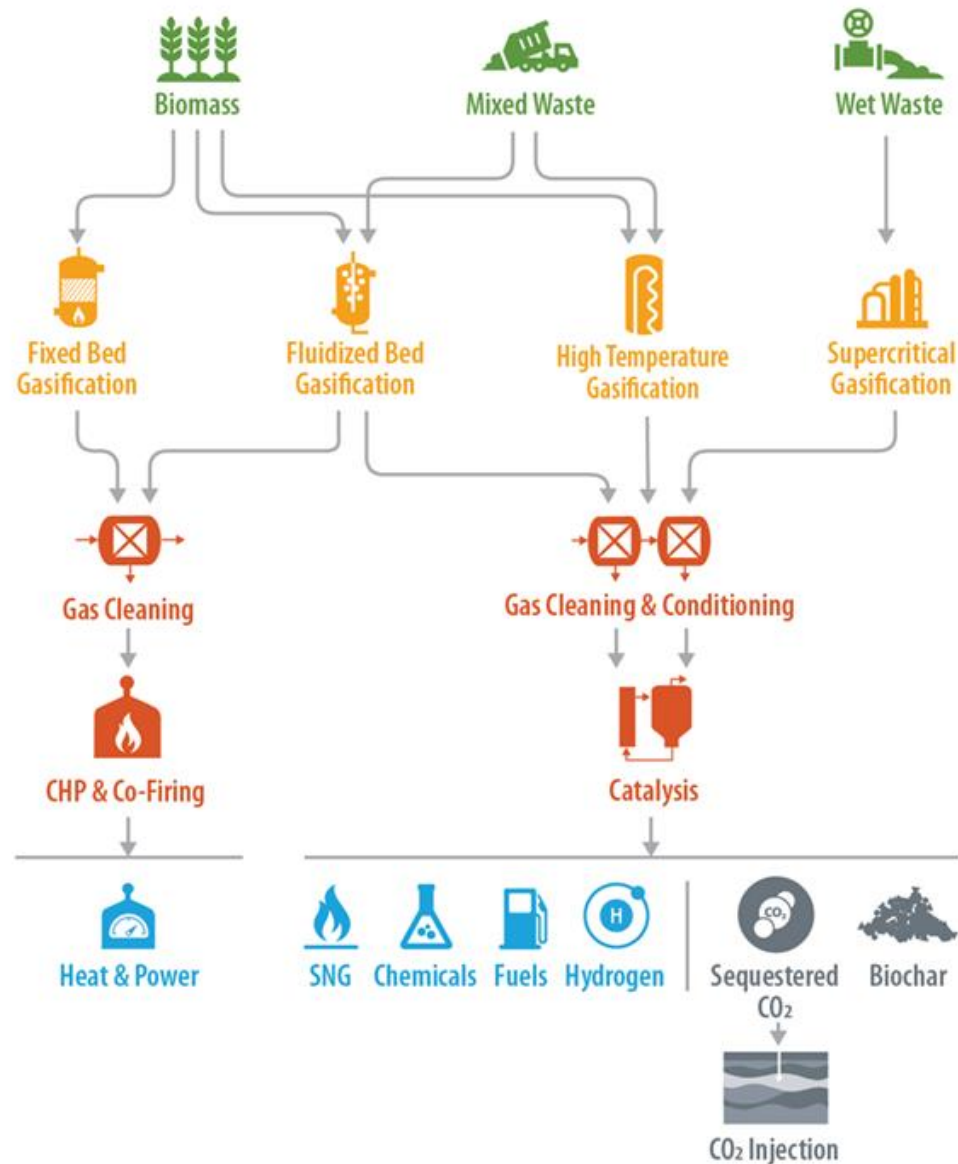 Biomass
Mixed Waste
Wet Waste
Fixed Bed
Gasification
Fluidized Bed
Gasification
High Temperature
Gasification
Supercritical
Gasification
Gas Cleaning
Gas Cleaning & Conditioning
CHP & Co-Firing
Catalysis
H
CO₂
Heat & Power
SNG
Chemicals
Fuels
Hydrogen
Sequestered
CO₂
Biochar
CO₂ Injection